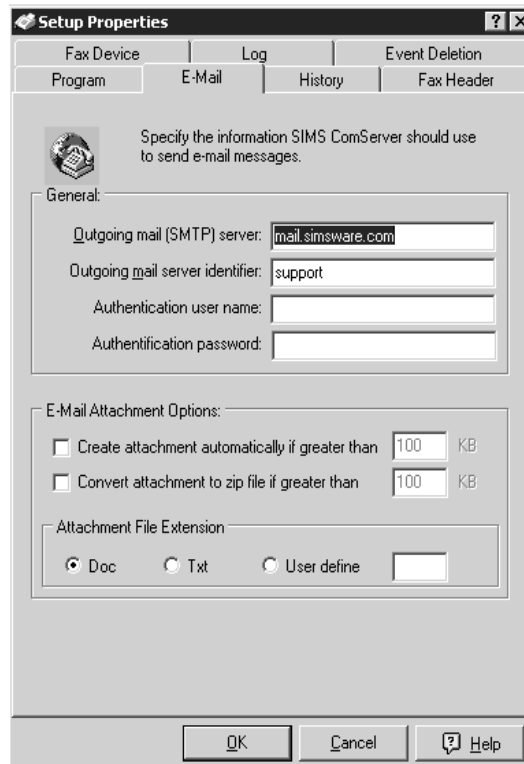 Setup Properties
Fax Device Log Event Deletion
Program E-Mail History Fax Header
Specify the information SIMS ComServer should use
to send e-mail messages.
General:
Outgoing mail (SMTP) server: mail.simsware.com
Outgoing mail server identifier: support
Authentication user name:
Authentification password:
E-Mail Attachment Options:
Create attachment automatically if greater than 100 KB
Convert attachment to zip file if greater than 100 KB
Attachment File Extension
Doc Txt User define
OK Cancel Help